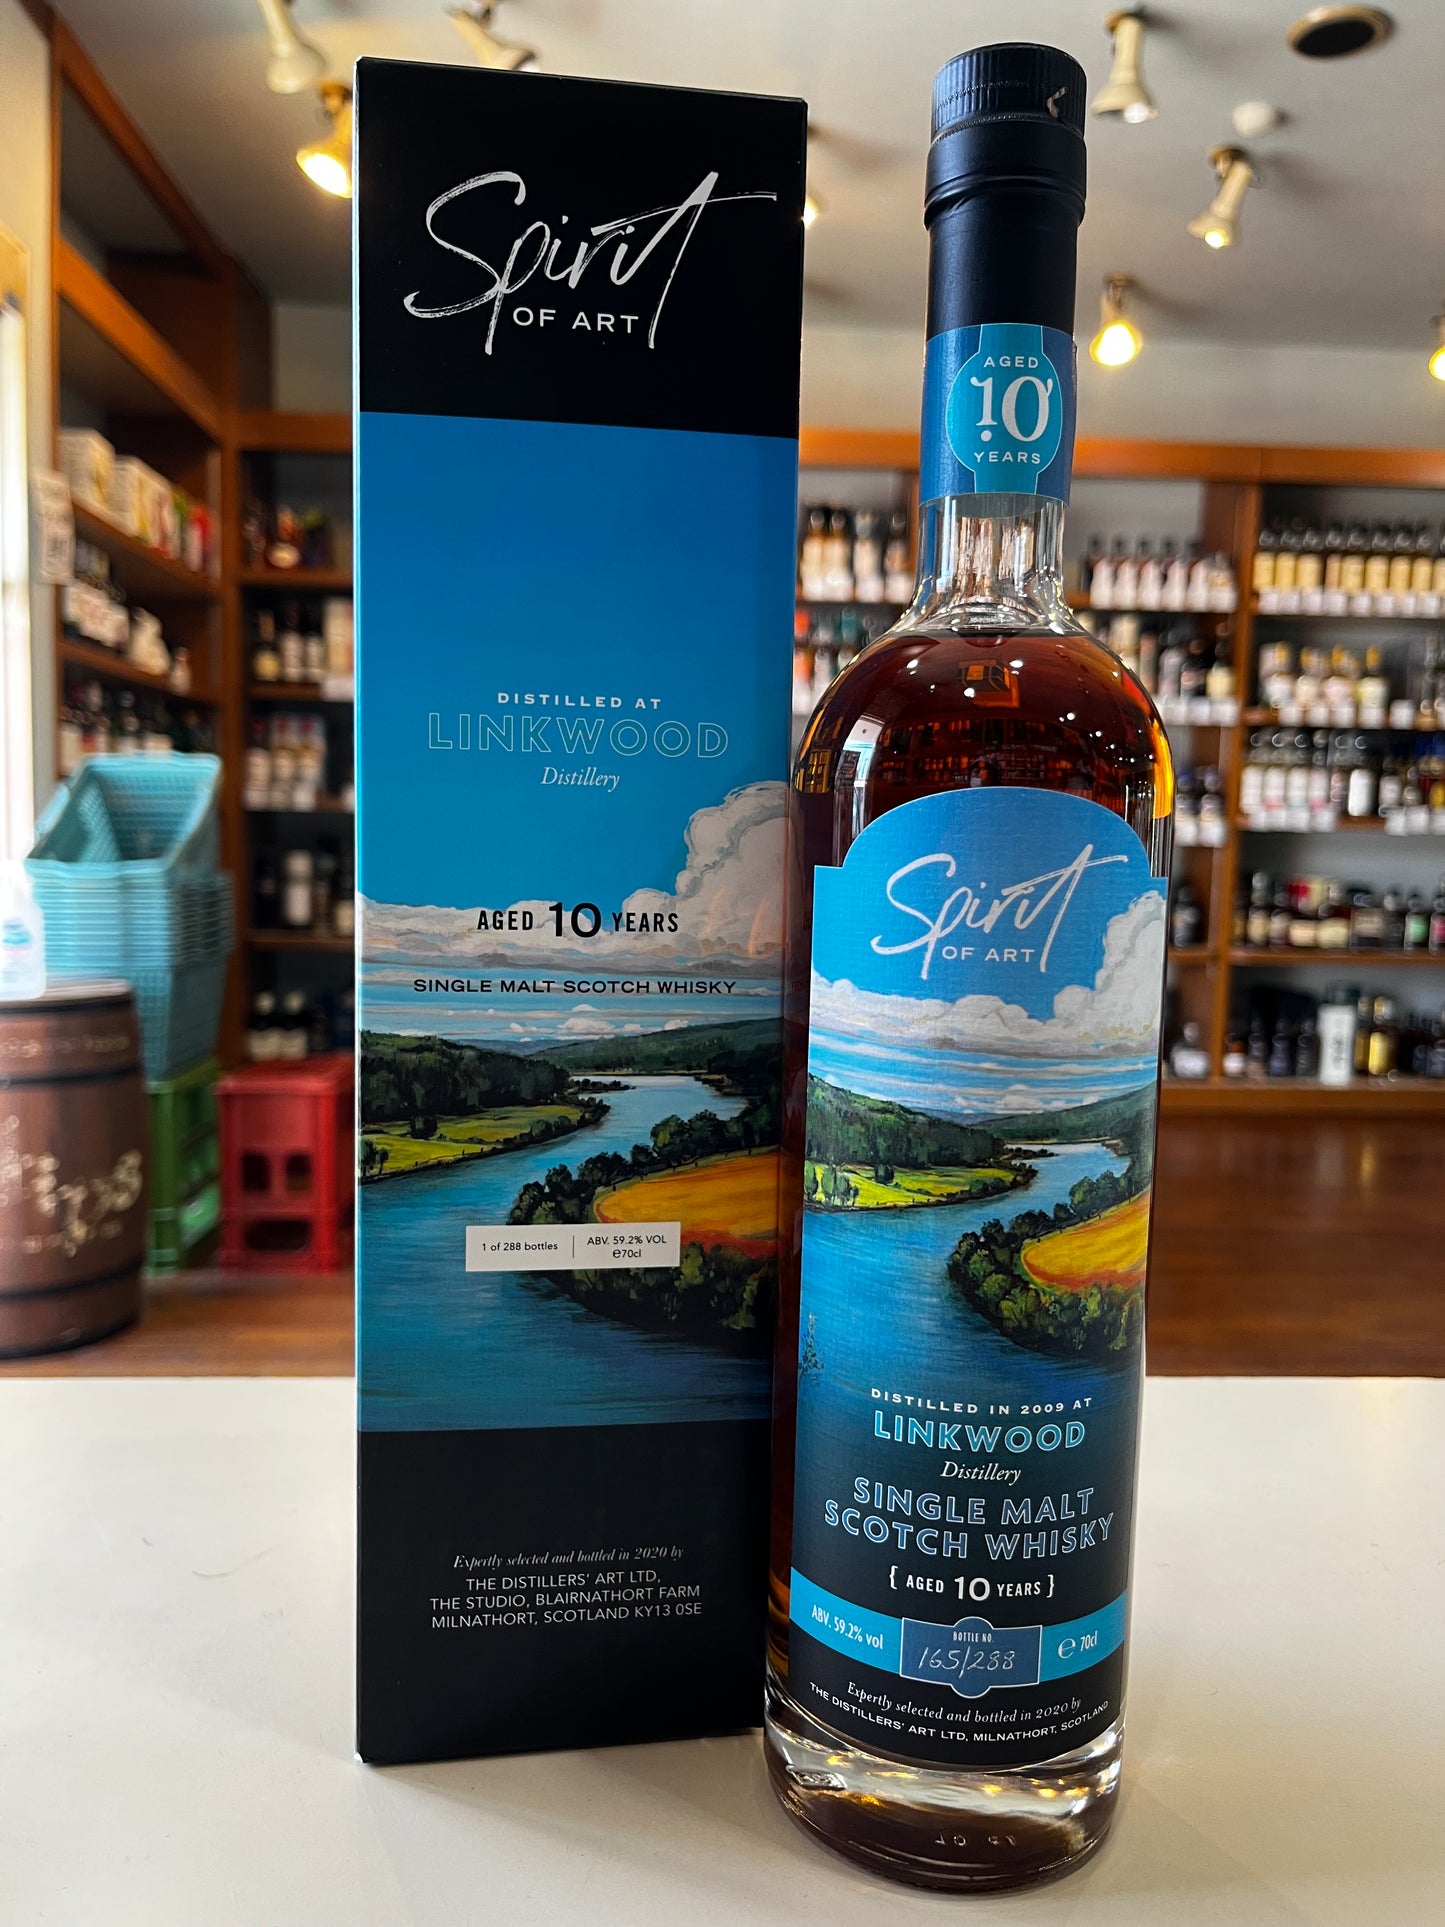 Spirit
OF ART
DISTILLED AT
LINKWOOD
Distillery
AGED 10 YEARS
SINGLE MALT SCOTCH WHISKY
1 of 288 bottles
ABV. 59.2% VOL
℮70cl
Expertly selected and bottled in 2020 by
THE DISTILLERS' ART LTD,
THE STUDIO, BLAIRNATHORT FARM
MILNATHORT, SCOTLAND KY13 0SE
AGED
10
YEARS
Spirit
OF ART
DISTILLED IN 2009 AT
LINKWOOD
Distillery
SINGLE MALT
SCOTCH WHISKY
{ AGED 10 YEARS }
ABV. 59.2% vol
BOTTLE NO.
165/288
℮ 70cl
Expertly selected and bottled in 2020 by
THE DISTILLERS' ART LTD, MILNATHORT, SCOTLAND